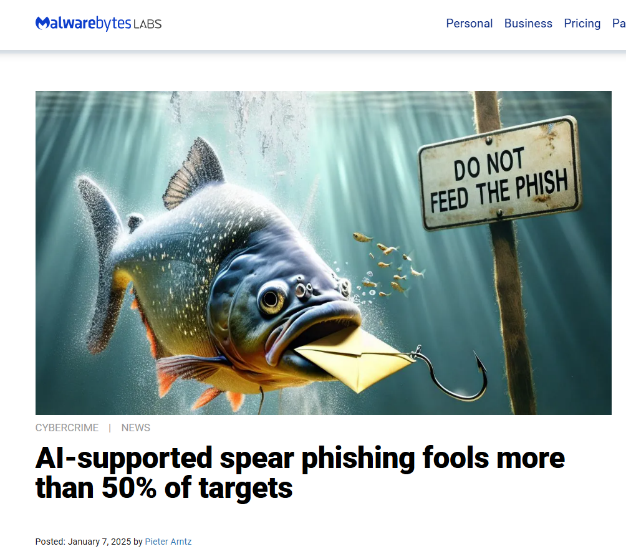 Malwarebytes LABS
Personal Business Pricing Pa
DO NOT
FEED THE PHISH
CYBERCRIME | NEWS
AI-supported spear phishing fools more
than 50% of targets
Posted: January 7, 2025 by Pieter Arntz